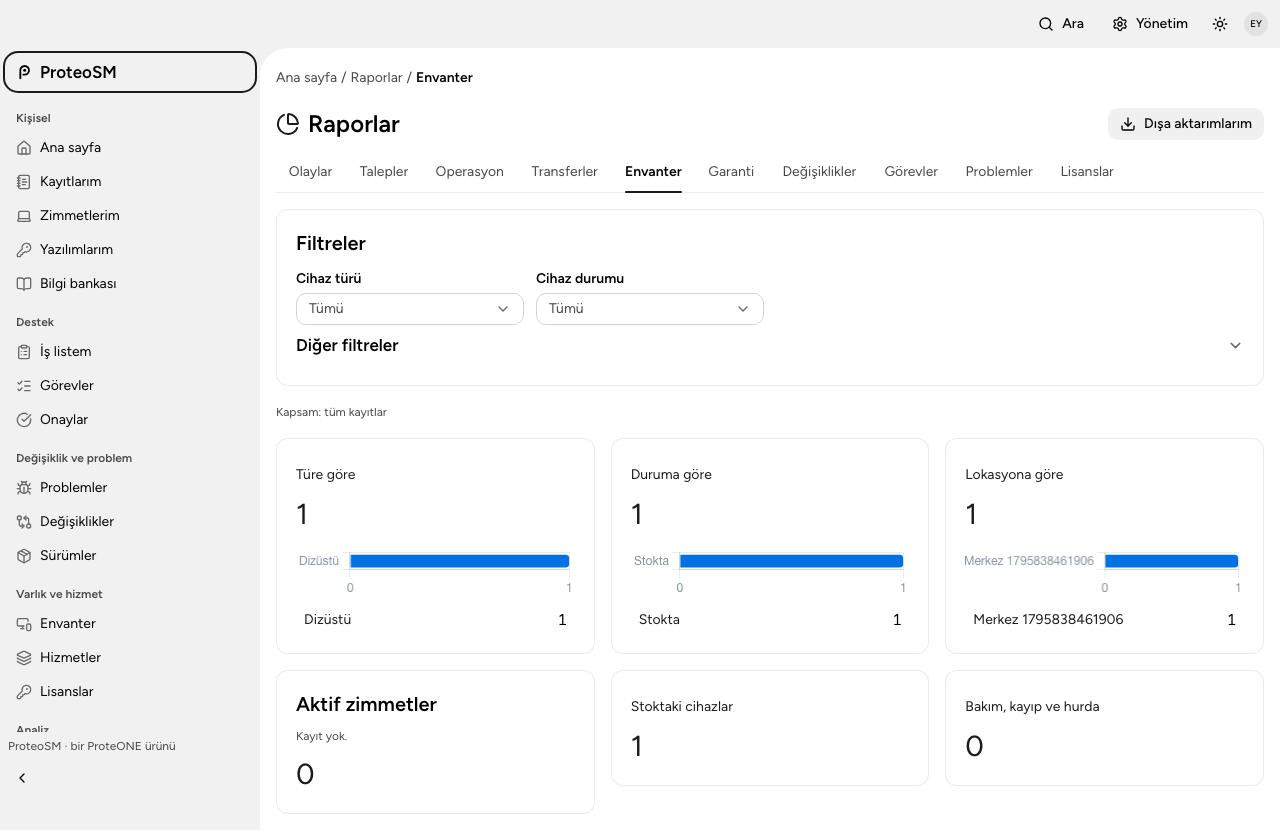 Ara
Yönetim
EY
ProteoSM
Kişisel
Ana sayfa
Kayıtlarım
Zimmetlerim
Yazılımlarım
Bilgi bankası
Destek
İş listem
Görevler
Onaylar
Değişiklik ve problem
Problemler
Değişiklikler
Sürümler
Varlık ve hizmet
Envanter
Hizmetler
Lisanslar
Analiz
ProteoSM · bir ProteONE ürünü
Ana sayfa / Raporlar / Envanter
Raporlar
Dışa aktarımlarım
Olaylar Talepler Operasyon Transferler Envanter Garanti Değişiklikler Görevler Problemler Lisanslar
Filtreler
Cihaz türü
Tümü
Cihaz durumu
Tümü
Diğer filtreler
Kapsam: tüm kayıtlar
Türe göre
1
Dizüstü
0 1
Dizüstü 1
Duruma göre
1
Stokta
0 1
Stokta 1
Lokasyona göre
1
Merkez 1795838461906
0 1
Merkez 1795838461906 1
Aktif zimmetler
Kayıt yok.
0
Stoktaki cihazlar
1
Bakım, kayıp ve hurda
0